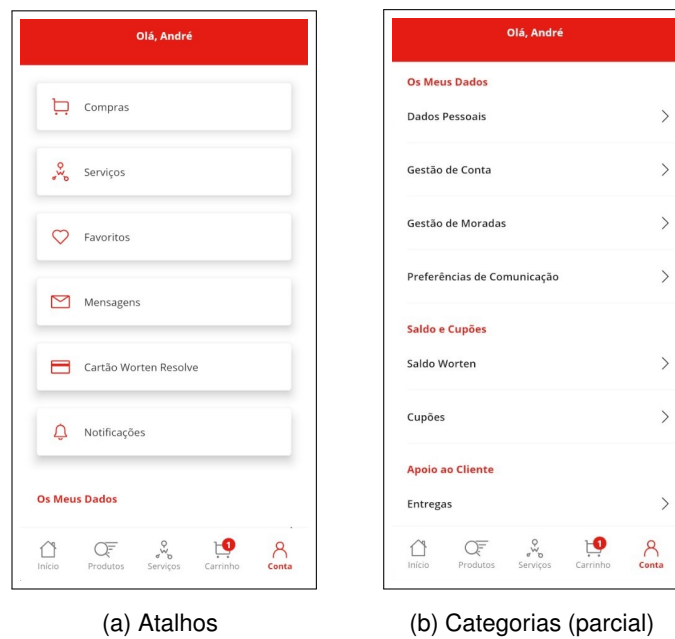 Olá, André
Compras
Serviços
Favoritos
Mensagens
Cartão Worten Resolve
Notificações
Os Meus Dados
Início
Produtos
Serviços
1
Carrinho
Conta
(a) Atalhos
Olá, André
Os Meus Dados
Dados Pessoais
Gestão de Conta
Gestão de Moradas
Preferências de Comunicação
Saldo e Cupões
Saldo Worten
Cupões
Apoio ao Cliente
Entregas
Início
Produtos
Serviços
1
Carrinho
Conta
(b) Categorias (parcial)